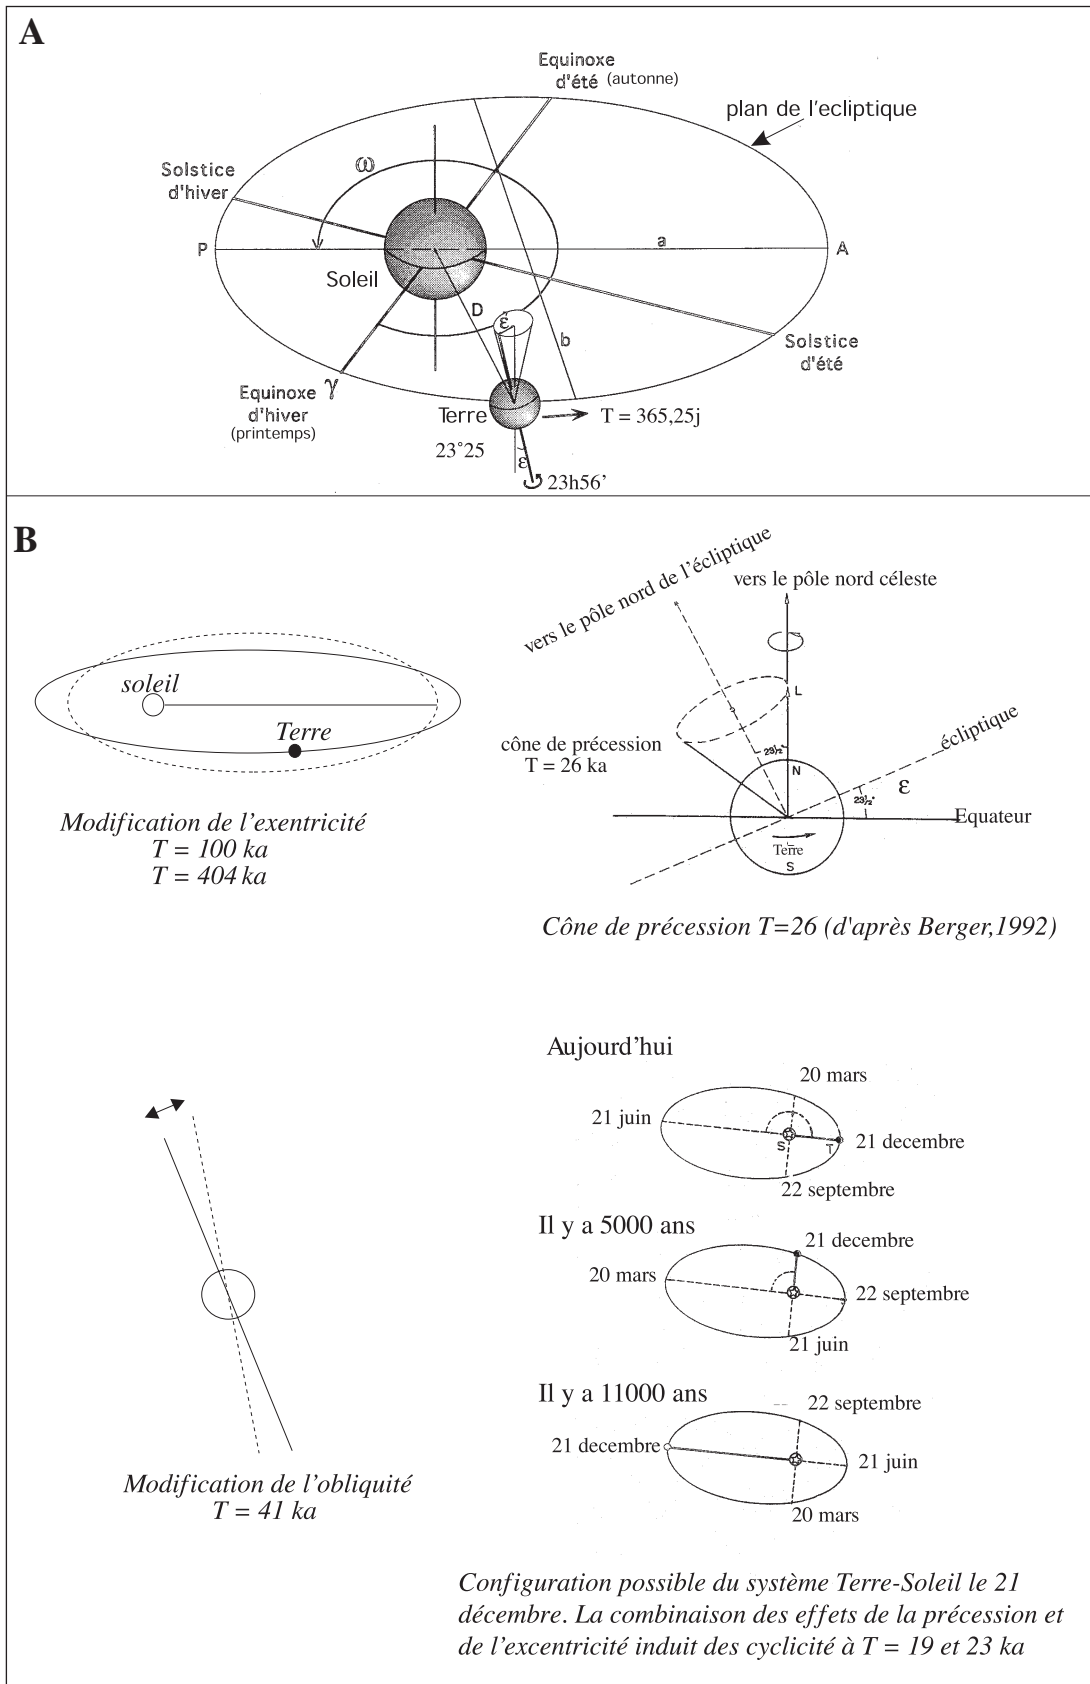 A
Equinoxe
d'été (autonne)
plan de l'ecliptique
Solstice
d'hiver
ω
P
a
A
Soleil
D
ε
b
Solstice
d'été
γ
Equinoxe
d'hiver
(printemps)
Terre
T = 365,25j
23°25
ε
23h56'
B
vers le pôle nord de l'écliptique
vers le pôle nord céleste
soleil
Terre
L
cône de précession
T = 26 ka
23½°
N
écliptique
ε
23½°
Equateur
Terre
S
Modification de l'exentricité
T = 100 ka
T = 404 ka
Cône de précession T=26 (d'après Berger,1992)
Aujourd'hui
20 mars
21 juin
S
T
21 decembre
22 septembre
Il y a 5000 ans
21 decembre
20 mars
22 septembre
21 juin
Il y a 11000 ans
22 septembre
21 decembre
21 juin
20 mars
Modification de l'obliquité
T = 41 ka
Configuration possible du système Terre-Soleil le 21
décembre. La combinaison des effets de la précession et
de l'excentricité induit des cyclicité à T = 19 et 23 ka